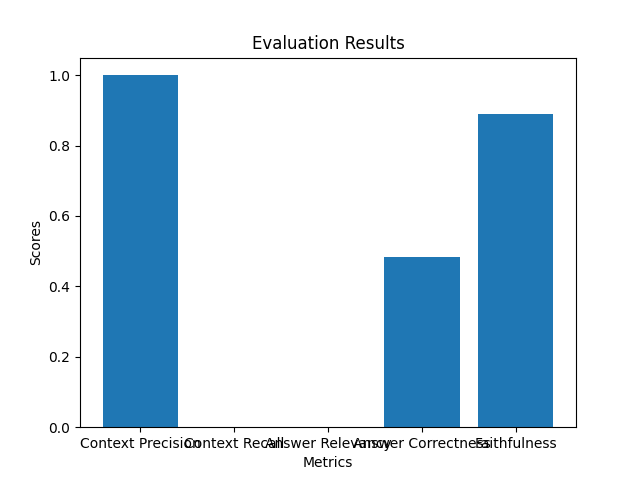 Evaluation Results
1.0
0.8
0.6
0.4
0.2
0.0
Scores
Context Precision Context Recall Answer Relevancy Answer Correctness Faithfulness
Metrics